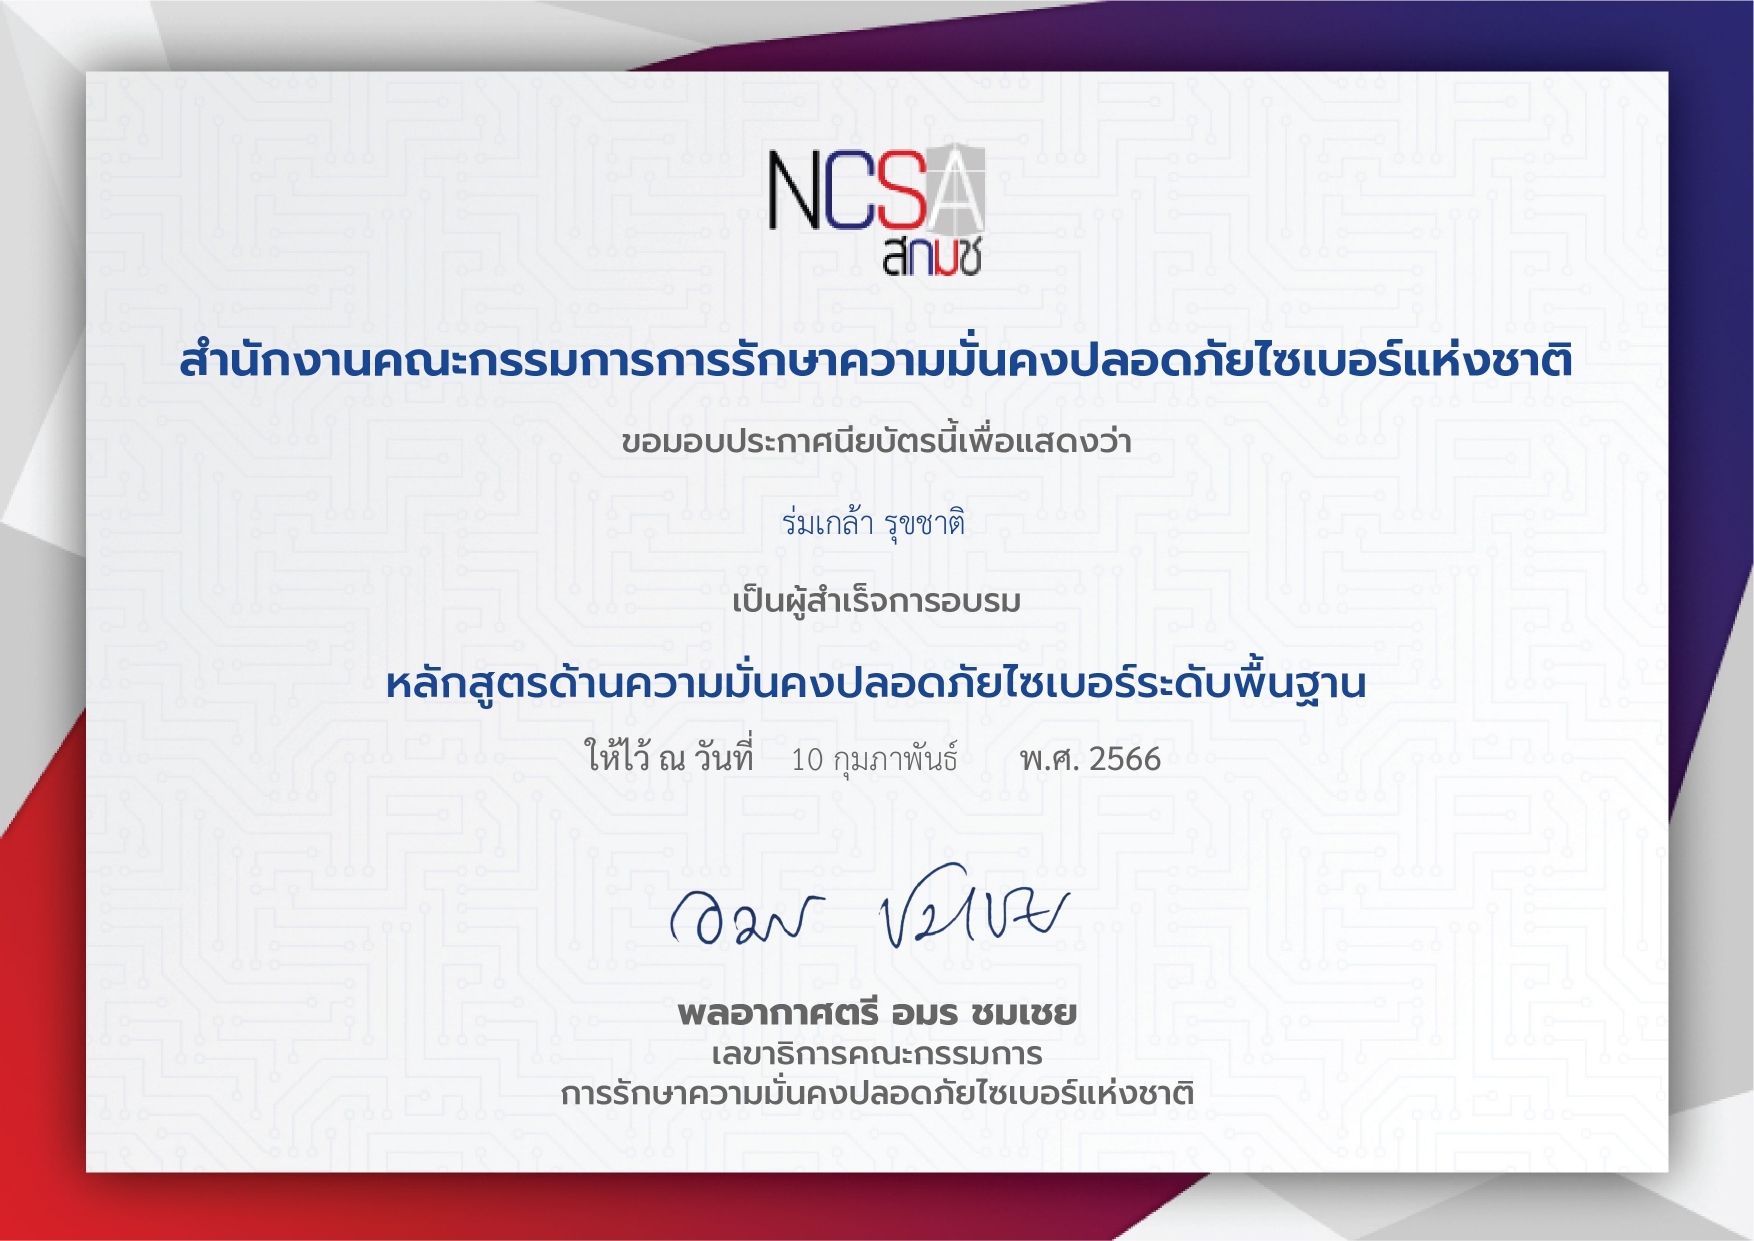 NCSA
สกมช
สำนักงานคณะกรรมการการรักษาความมั่นคงปลอดภัยไซเบอร์แห่งชาติ
ขอมอบประกาศนียบัตรนี้เพื่อแสดงว่า
ร่มเกล้า รุขชาติ
เป็นผู้สำเร็จการอบรม
หลักสูตรด้านความมั่นคงปลอดภัยไซเบอร์ระดับพื้นฐาน
ให้ไว้ ณ วันที่ 10 กุมภาพันธ์ พ.ศ. 2566
อมร ชมเชย
พลอากาศตรี อมร ชมเชย
เลขาธิการคณะกรรมการ
การรักษาความมั่นคงปลอดภัยไซเบอร์แห่งชาติ